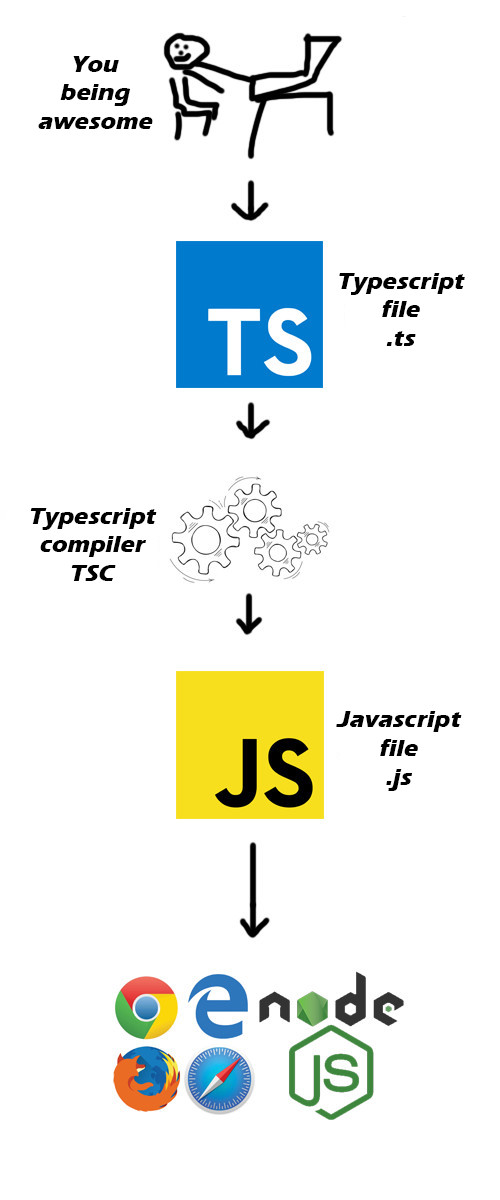 You
being
awesome
TS
Typescript
file
.ts
Typescript
compiler
TSC
JS
Javascript
file
.js
node
JS